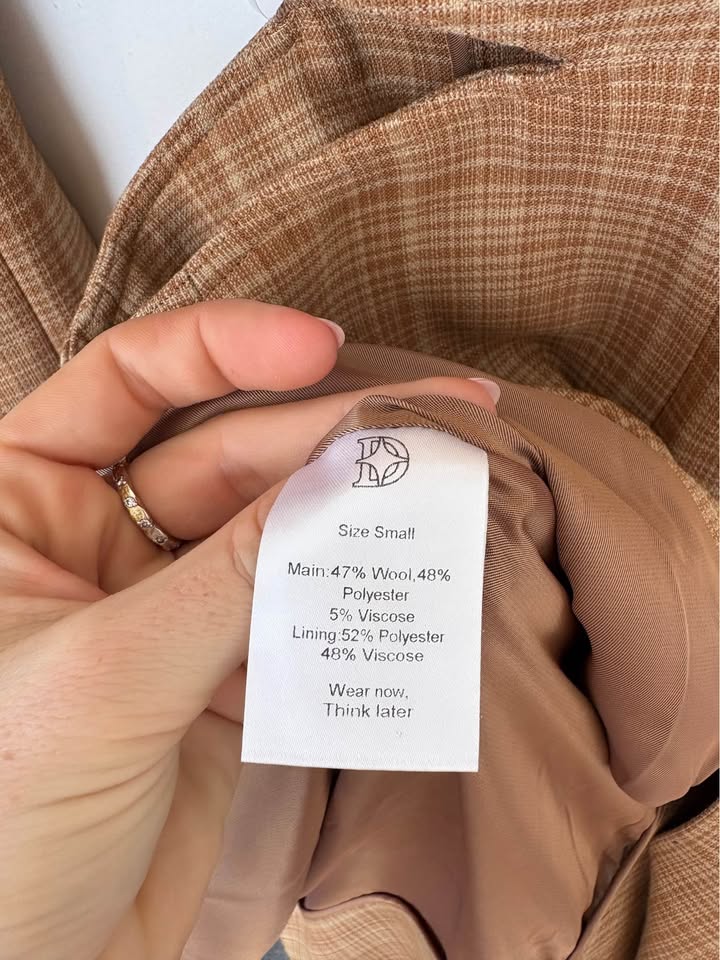 Size Small
Main:47% Wool,48%
Polyester
5% Viscose
Lining:52% Polyester
48% Viscose
Wear now,
Think later